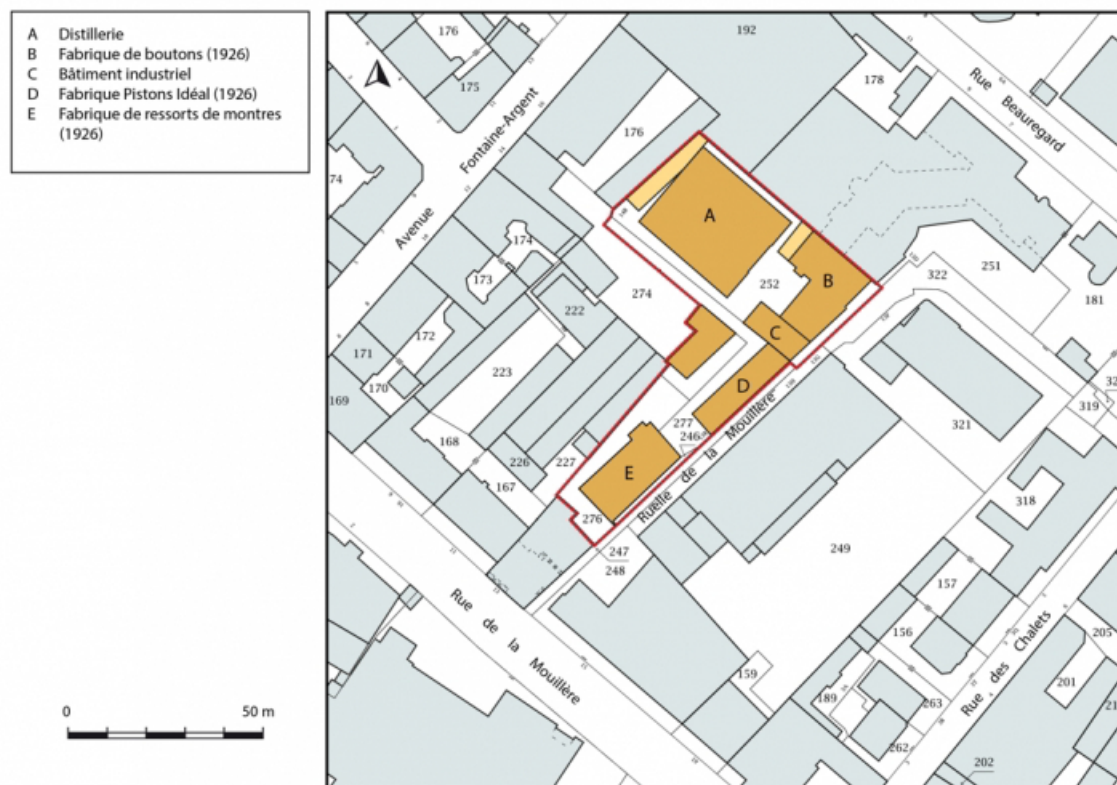 A Distillerie
B Fabrique de boutons (1926)
C Bâtiment industriel
D Fabrique Pistons Idéal (1926)
E Fabrique de ressorts de montres
(1926)
0 50 m
176
192
175
178
Rue Beauregard
Avenue Fontaine-Argent
176
74
A
174
B
252
251
322
181
173
274
222
C
172
171
223
170
D
169
319
277
321
168
246
226
227
E
318
167
276
Ruelle de la Mouillère
247
249
248
157
Rue de la Mouillère
156
Rue des Chalets
205
159
201
189
263
262
202